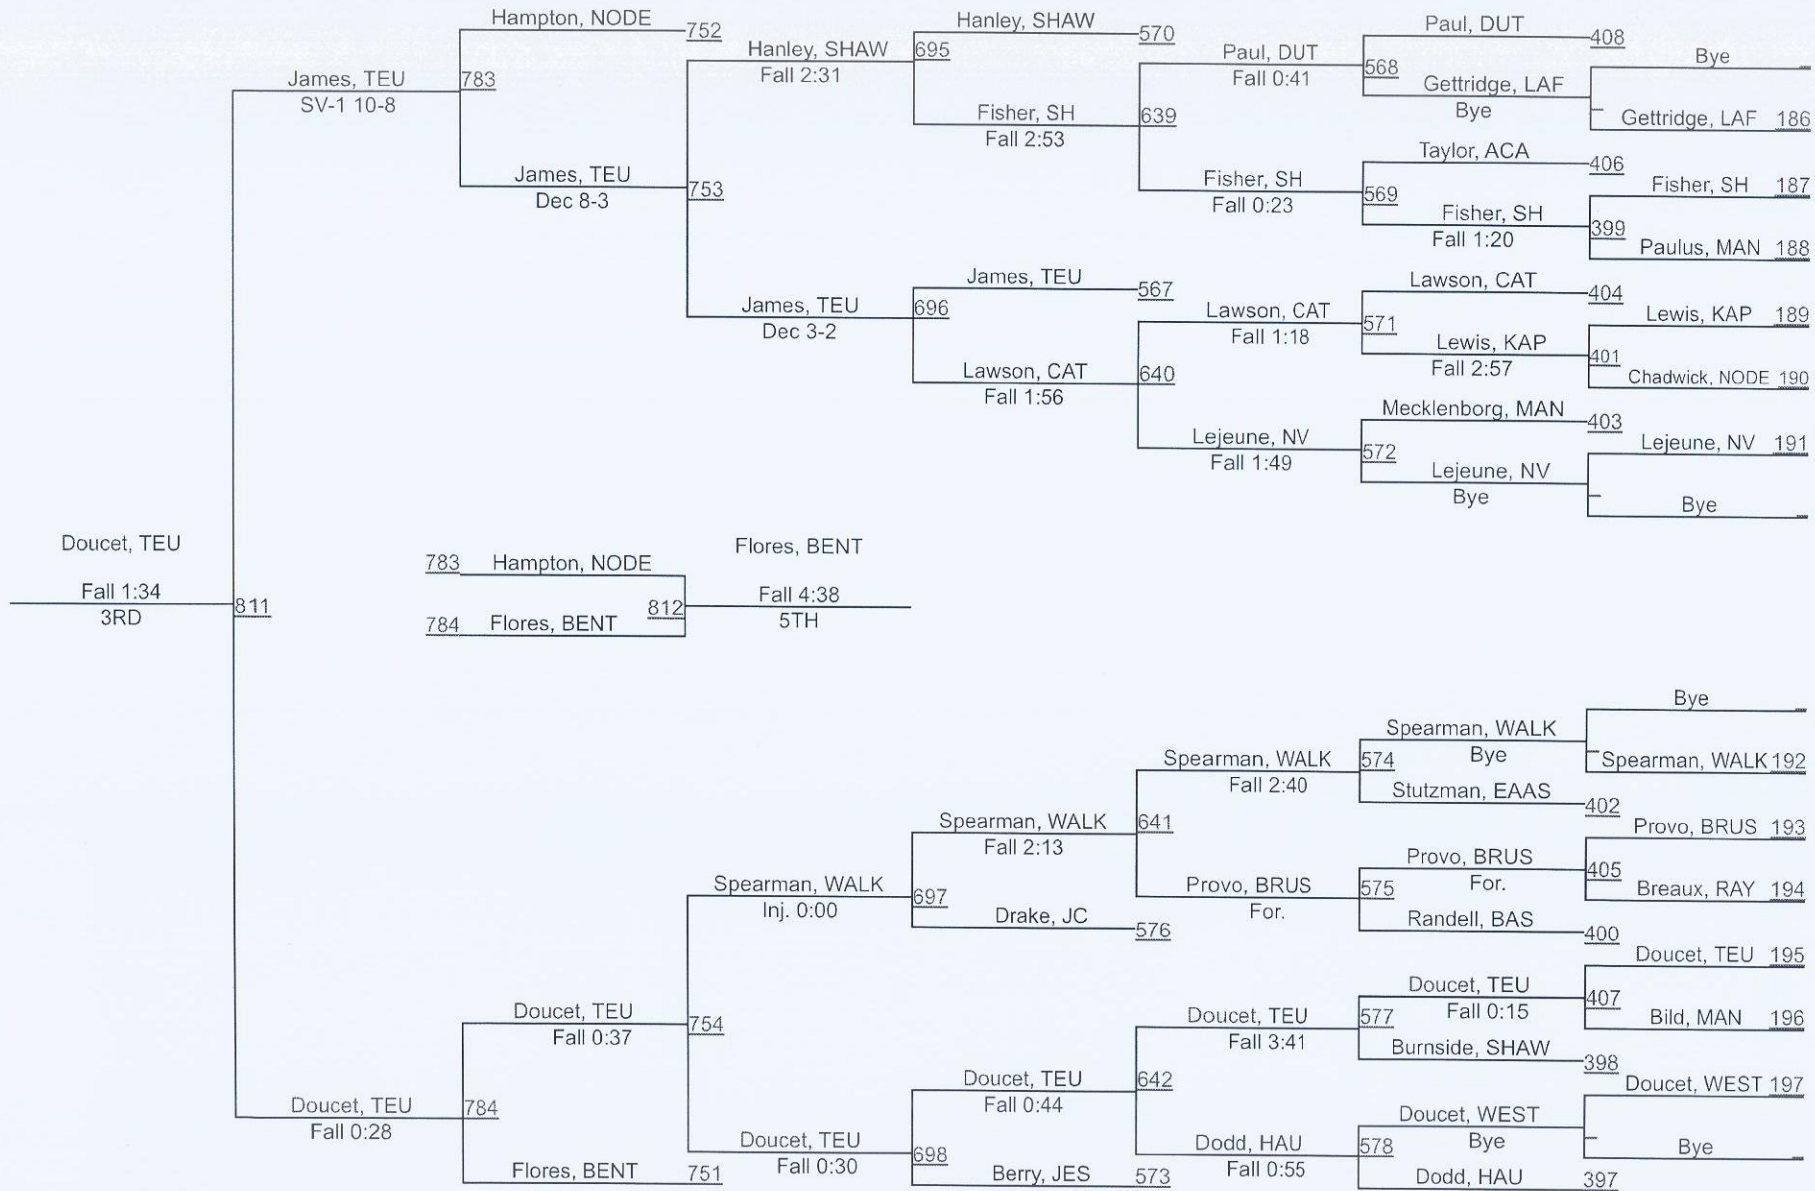 Hampton, NODE 752
Hanley, SHAW 570
Paul, DUT 408
Bye
Hanley, SHAW 695
Fall 2:31
Paul, DUT 568
Fall 0:41
Gettridge, LAF
Bye
Gettridge, LAF 186
James, TEU 783
SV-1 10-8
Fisher, SH 639
Fall 2:53
Taylor, ACA 406
Fisher, SH 187
James, TEU 753
Dec 8-3
Fisher, SH 569
Fall 0:23
Fisher, SH 399
Fall 1:20
Paulus, MAN 188
James, TEU 567
Lawson, CAT 404
James, TEU 696
Dec 3-2
Lawson, CAT 571
Fall 1:18
Lewis, KAP 189
Lewis, KAP 401
Fall 2:57
Lawson, CAT 640
Fall 1:56
Chadwick, NODE 190
Mecklenborg, MAN 403
Lejeune, NV 572
Fall 1:49
Lejeune, NV 191
Lejeune, NV
Bye
Bye
Doucet, TEU
Fall 1:34 811
3RD
783 Hampton, NODE
784 Flores, BENT
812
Flores, BENT
Fall 4:38
5TH
Bye
Spearman, WALK
Bye
Spearman, WALK 192
Spearman, WALK 574
Fall 2:40
Stutzman, EAAS 402
Spearman, WALK 641
Fall 2:13
Provo, BRUS 193
Provo, BRUS 405
For.
Spearman, WALK 697
Inj. 0:00
Provo, BRUS 575
For.
Breaux, RAY 194
Drake, JC 576
Randell, BAS 400
Doucet, TEU 195
Doucet, TEU 754
Fall 0:37
Doucet, TEU 577
Fall 3:41
Doucet, TEU 407
Fall 0:15
Bild, MAN 196
Burnside, SHAW 398
Doucet, TEU 784
Fall 0:28
Doucet, TEU 642
Fall 0:44
Doucet, WEST 197
Doucet, TEU 698
Fall 0:30
Dodd, HAU 578
Fall 0:55
Doucet, WEST
Bye
Bye
Flores, BENT 751
Berry, JES 573
Dodd, HAU 397